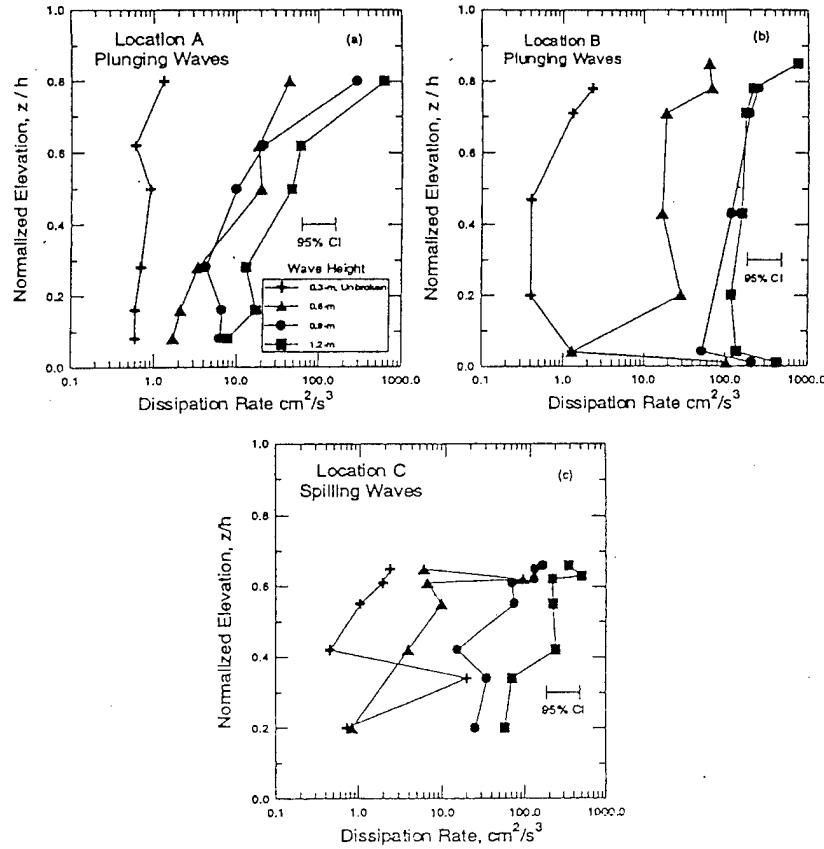 Location A
Plunging Waves
(a)
Normalized Elevation, z / h
1.0
0.8
0.6
0.4
0.2
0.0
95% CI
Wave Height
0.3-m, Unbroken
0.6-m
0.9-m
1.2-m
0.1
1.0
10.0
100.0
1000.0
Dissipation Rate cm²/s³
Location B
Plunging Waves
(b)
1.0
0.8
0.6
0.4
0.2
0.0
95% CI
0.1
1.0
10.0
100.0
1000.0
Dissipation Rate cm²/s³
Location C
Spilling Waves
(c)
Normalized Elevation, z/h
1.0
0.8
0.6
0.4
0.2
0.0
95% CI
0.1
1.0
10.0
100.0
1000.0
Dissipation Rate, cm²/s³